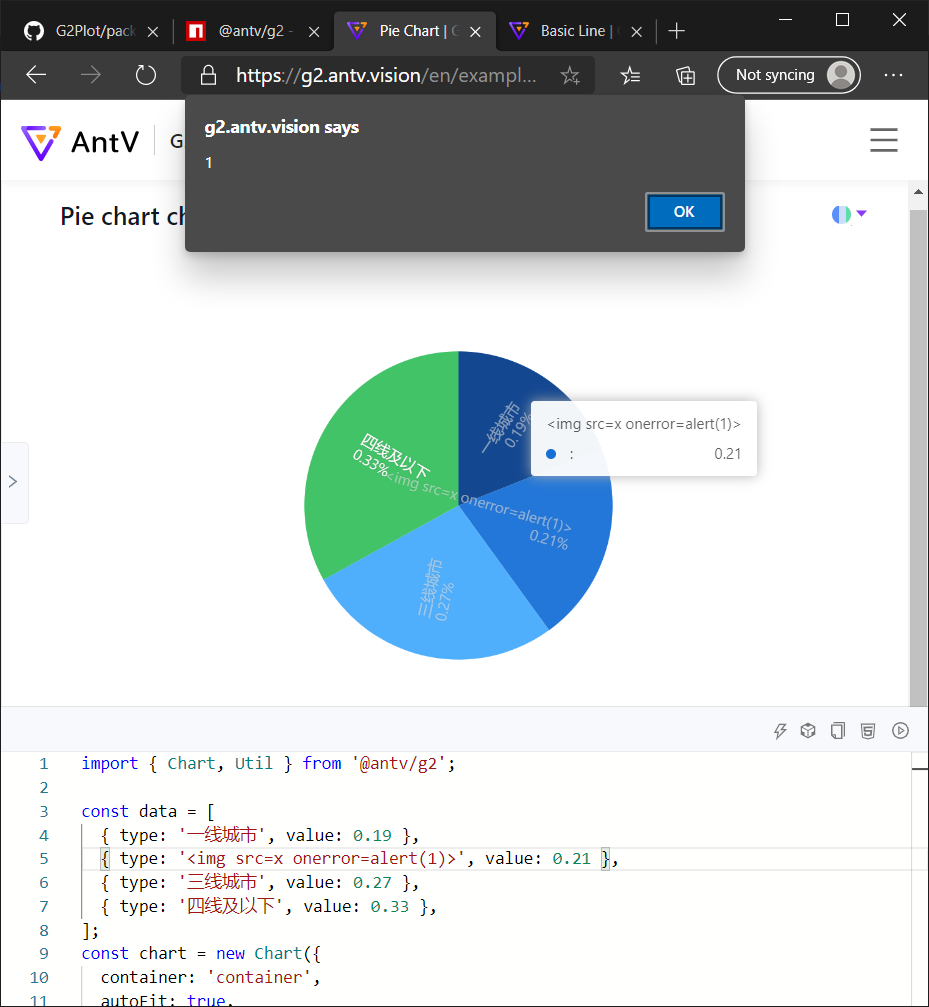 G2Plot/pack
@antv/g2 -
Pie Chart |
Basic Line |
https://g2.antv.vision/en/exampl...
Not syncing
g2.antv.vision says
1
OK
AntV
G
Pie chart ch
一线城市
0.19%
<img src=x onerror=alert(1)>
:
0.21
四线及以下
0.33%
<img src=x onerror=alert(1)>
0.21%
三线城市
0.27%
1 import { Chart, Util } from '@antv/g2';
2
3 const data = [
4 { type: '一线城市', value: 0.19 },
5 { type: '<img src=x onerror=alert(1)>', value: 0.21 },
6 { type: '三线城市', value: 0.27 },
7 { type: '四线及以下', value: 0.33 },
8 ];
9 const chart = new Chart({
10 container: 'container',
11 autoFit: true,